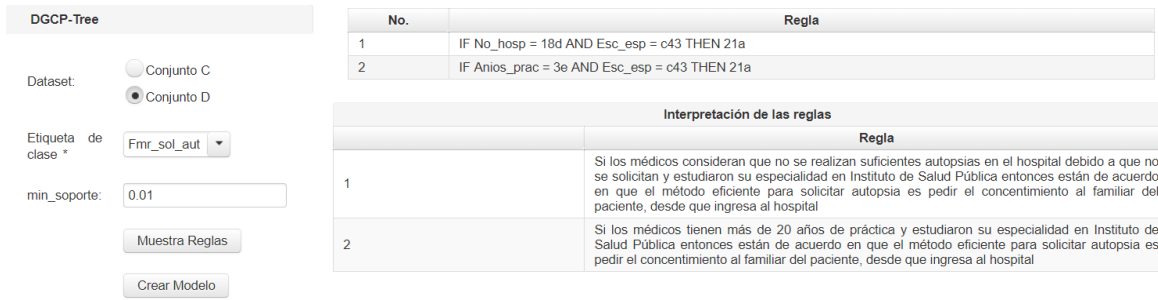 DGCP-Tree
Dataset:
Conjunto C
Conjunto D
Etiqueta de
clase *
Fmr_sol_aut
min_soporte:
0.01
Muestra Reglas
Crear Modelo
No. Regla
1 IF No_hosp = 18d AND Esc_esp = c43 THEN 21a
2 IF Anios_prac = 3e AND Esc_esp = c43 THEN 21a
Interpretación de las reglas
Regla
1
Si los médicos consideran que no se realizan suficientes autopsias en el hospital debido a que no
se solicitan y estudiaron su especialidad en Instituto de Salud Pública entonces están de acuerdo
en que el método eficiente para solicitar autopsia es pedir el concentimiento al familiar del
paciente, desde que ingresa al hospital
2
Si los médicos tienen más de 20 años de práctica y estudiaron su especialidad en Instituto de
Salud Pública entonces están de acuerdo en que el método eficiente para solicitar autopsia es
pedir el concentimiento al familiar del paciente, desde que ingresa al hospital